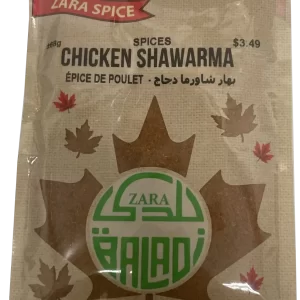 ZARA SPICE
SPICES
$3.49
CHICKEN SHAWARMA
ÉPICE DE POULET - بهار شاورما دجاج
بلدي
ZARA
BALADI